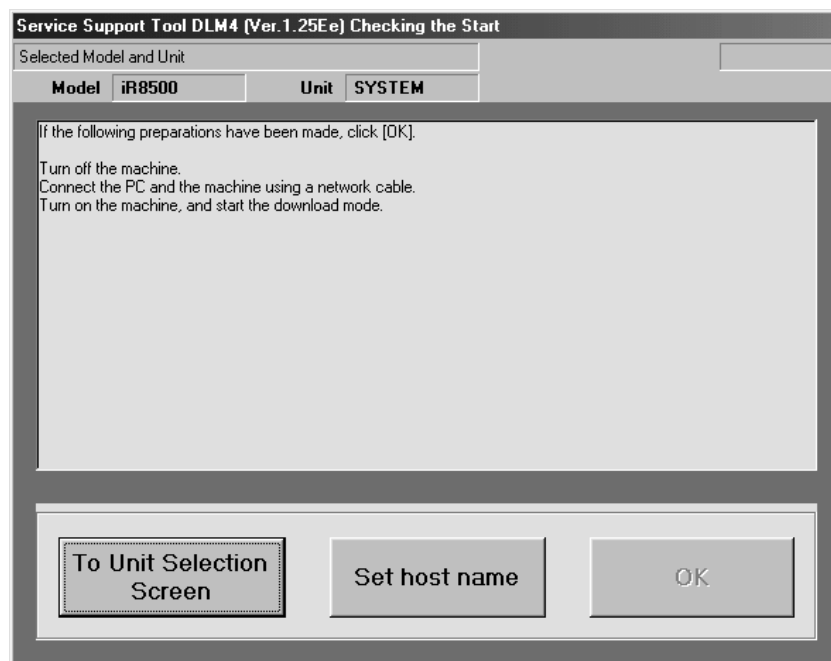 Service Support Tool DLM4 (Ver.1.25Ee) Checking the Start
Selected Model and Unit
Model iR8500 Unit SYSTEM
If the following preparations have been made, click [OK].
Turn off the machine.
Connect the PC and the machine using a network cable.
Turn on the machine, and start the download mode.
To Unit Selection
Screen
Set host name
OK